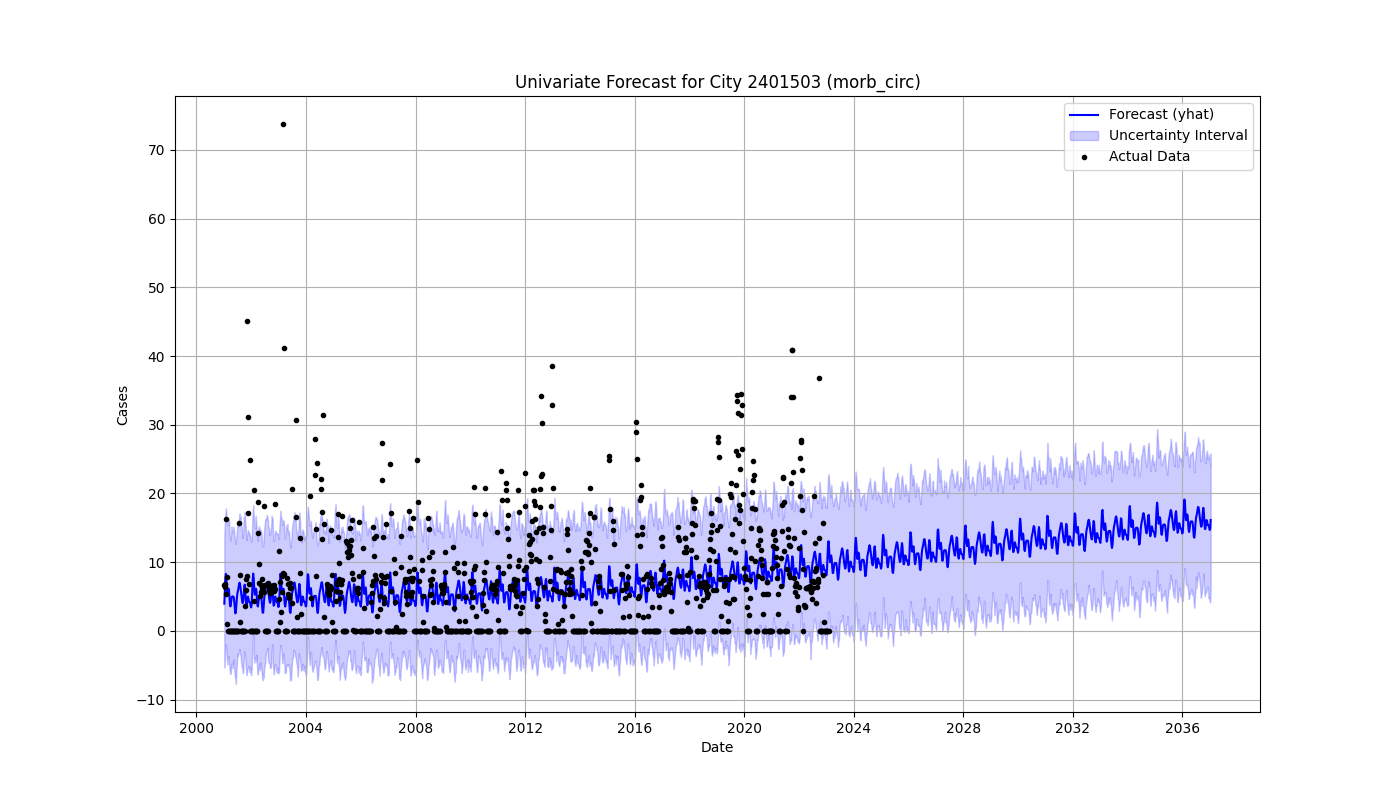 Univariate Forecast for City 2401503 (morb_circ)
Forecast (yhat)
Uncertainty Interval
Actual Data
70
60
50
40
30
20
10
0
−10
Cases
2000 2004 2008 2012 2016 2020 2024 2028 2032 2036
Date